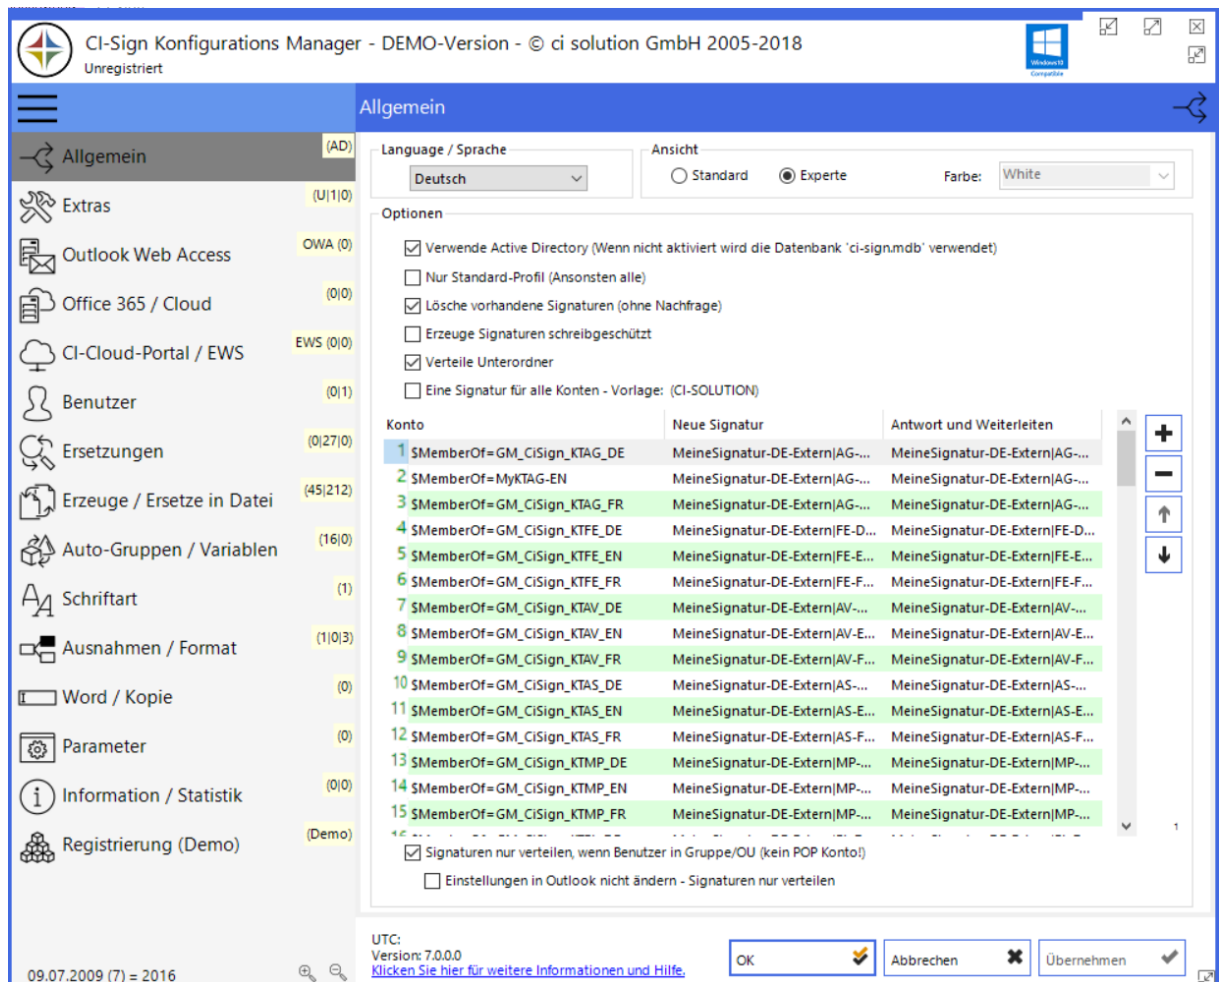 CI-Sign Konfigurations Manager - DEMO-Version - © ci solution GmbH 2005-2018
Unregistriert
Windows10
Compatible
Allgemein
Allgemein (AD)
Extras (U|1|0)
Outlook Web Access OWA (0)
Office 365 / Cloud (0|0)
CI-Cloud-Portal / EWS EWS (0|0)
Benutzer (0|1)
Ersetzungen (0|27|0)
Erzeuge / Ersetze in Datei (45|212)
Auto-Gruppen / Variablen (16|0)
Schriftart (1)
Ausnahmen / Format (1|0|3)
Word / Kopie (0)
Parameter (0)
Information / Statistik (0|0)
Registrierung (Demo) (Demo)
09.07.2009 (7) = 2016
Language / Sprache
Deutsch
Ansicht
Standard Experte Farbe: White
Optionen
Verwende Active Directory (Wenn nicht aktiviert wird die Datenbank 'ci-sign.mdb' verwendet)
Nur Standard-Profil (Ansonsten alle)
Lösche vorhandene Signaturen (ohne Nachfrage)
Erzeuge Signaturen schreibgeschützt
Verteile Unterordner
Eine Signatur für alle Konten - Vorlage: (CI-SOLUTION)
Konto Neue Signatur Antwort und Weiterleiten
1 $MemberOf=GM_CiSign_KTAG_DE MeineSignatur-DE-Extern|AG-... MeineSignatur-DE-Extern|AG-...
2 $MemberOf=MyKTAG-EN MeineSignatur-DE-Extern|AG-... MeineSignatur-DE-Extern|AG-...
3 $MemberOf=GM_CiSign_KTAG_FR MeineSignatur-DE-Extern|AG-... MeineSignatur-DE-Extern|AG-...
4 $MemberOf=GM_CiSign_KTFE_DE MeineSignatur-DE-Extern|FE-D... MeineSignatur-DE-Extern|FE-D...
5 $MemberOf=GM_CiSign_KTFE_EN MeineSignatur-DE-Extern|FE-E... MeineSignatur-DE-Extern|FE-E...
6 $MemberOf=GM_CiSign_KTFE_FR MeineSignatur-DE-Extern|FE-F... MeineSignatur-DE-Extern|FE-F...
7 $MemberOf=GM_CiSign_KTAV_DE MeineSignatur-DE-Extern|AV-... MeineSignatur-DE-Extern|AV-...
8 $MemberOf=GM_CiSign_KTAV_EN MeineSignatur-DE-Extern|AV-E... MeineSignatur-DE-Extern|AV-E...
9 $MemberOf=GM_CiSign_KTAV_FR MeineSignatur-DE-Extern|AV-F... MeineSignatur-DE-Extern|AV-F...
10 $MemberOf=GM_CiSign_KTAS_DE MeineSignatur-DE-Extern|AS-... MeineSignatur-DE-Extern|AS-...
11 $MemberOf=GM_CiSign_KTAS_EN MeineSignatur-DE-Extern|AS-E... MeineSignatur-DE-Extern|AS-E...
12 $MemberOf=GM_CiSign_KTAS_FR MeineSignatur-DE-Extern|AS-F... MeineSignatur-DE-Extern|AS-F...
13 $MemberOf=GM_CiSign_KTMP_DE MeineSignatur-DE-Extern|MP-... MeineSignatur-DE-Extern|MP-...
14 $MemberOf=GM_CiSign_KTMP_EN MeineSignatur-DE-Extern|MP-... MeineSignatur-DE-Extern|MP-...
15 $MemberOf=GM_CiSign_KTMP_FR MeineSignatur-DE-Extern|MP-... MeineSignatur-DE-Extern|MP-...
1
Signaturen nur verteilen, wenn Benutzer in Gruppe/OU (kein POP Konto!)
Einstellungen in Outlook nicht ändern - Signaturen nur verteilen
UTC:
Version: 7.0.0.0
Klicken Sie hier für weitere Informationen und Hilfe.
OK Abbrechen Übernehmen